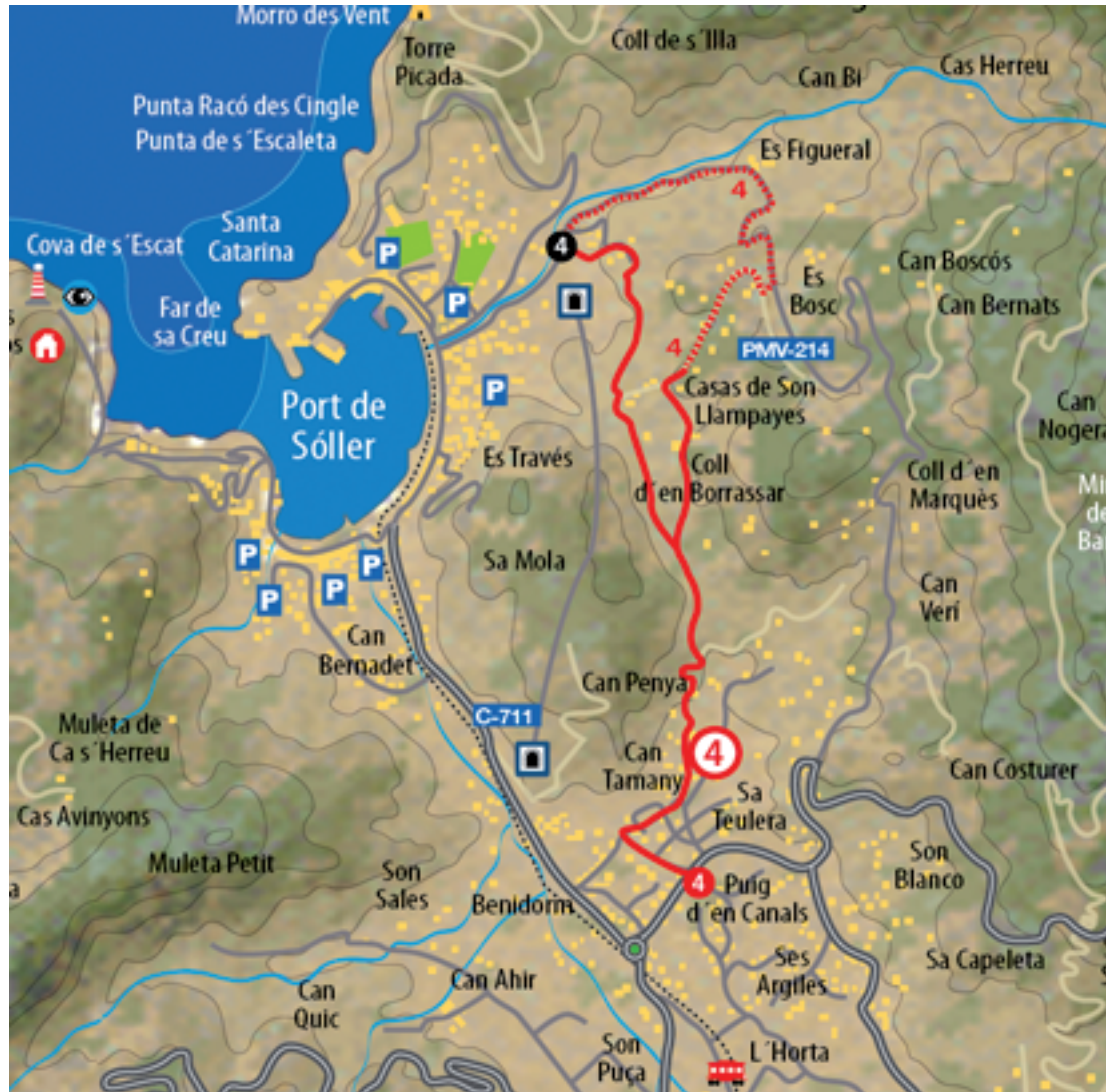 Morro des Vent
Torre
Picada
Coll de s´Illa
Can Bi
Cas Herreu
Punta Racó des Cingle
Punta de s´Escaleta
Es Figueral
4
Santa
Catarina
Cova de s´Escat
P
4
Can Boscós
Es
Bosc
Can Bernats
Far de
sa Creu
P
4
PMV-214
P
Casas de Son
Llampayes
Can
Nogera
Port de
Sóller
Es Través
Coll
d´en Borrassar
Coll d´en
Marquès
P
P
P
P
Sa Mola
Can
Verí
Can
Bernadet
Can Penya
C-711
Muleta de
Ca s´Herreu
4
Can
Tamany
Can Costurer
Sa
Teulera
Cas Avinyons
Muleta Petit
Son
Sales
Son
Blanco
4
Puig
d´en Canals
Benidorm
Ses
Argiles
Sa Capeleta
Can Ahir
Can
Quic
Son
Puça
L´Horta